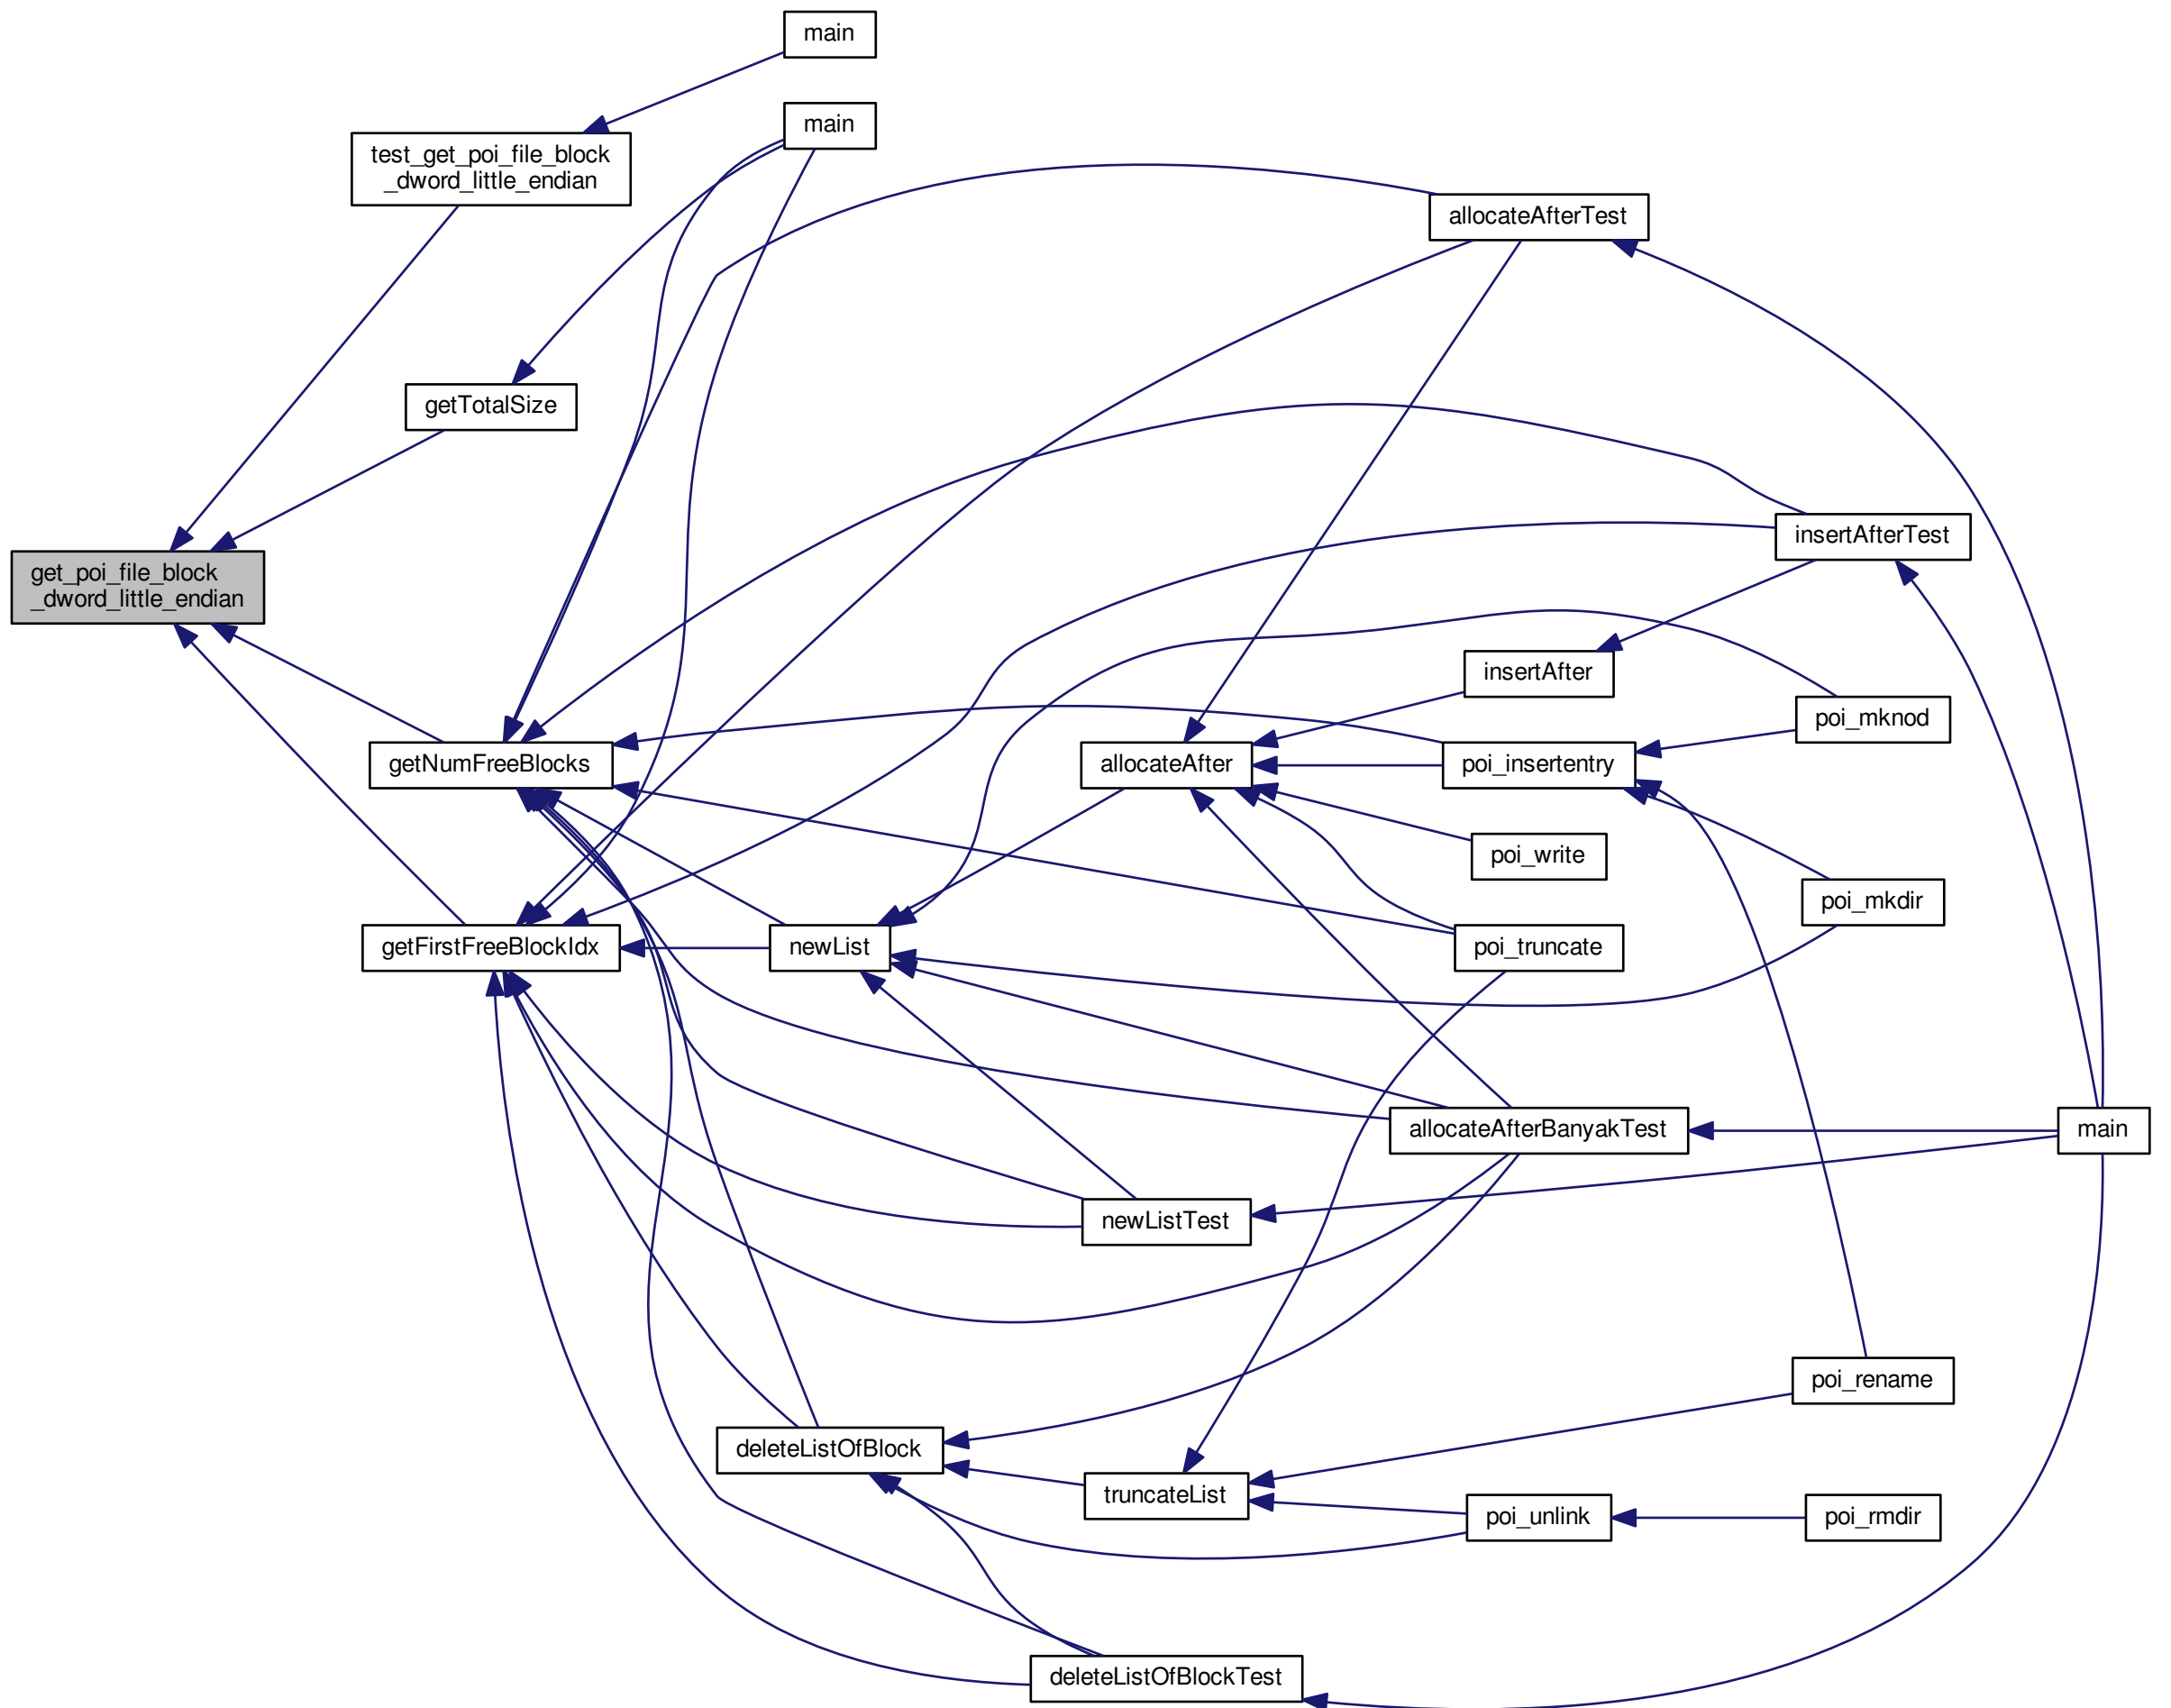 main
main
test_get_poi_file_block
_dword_little_endian
allocateAfterTest
getTotalSize
insertAfterTest
get_poi_file_block
_dword_little_endian
insertAfter
poi_mknod
getNumFreeBlocks
allocateAfter
poi_insertentry
poi_write
poi_mkdir
getFirstFreeBlockIdx
newList
poi_truncate
allocateAfterBanyakTest
main
newListTest
poi_rename
deleteListOfBlock
truncateList
poi_unlink
poi_rmdir
deleteListOfBlockTest